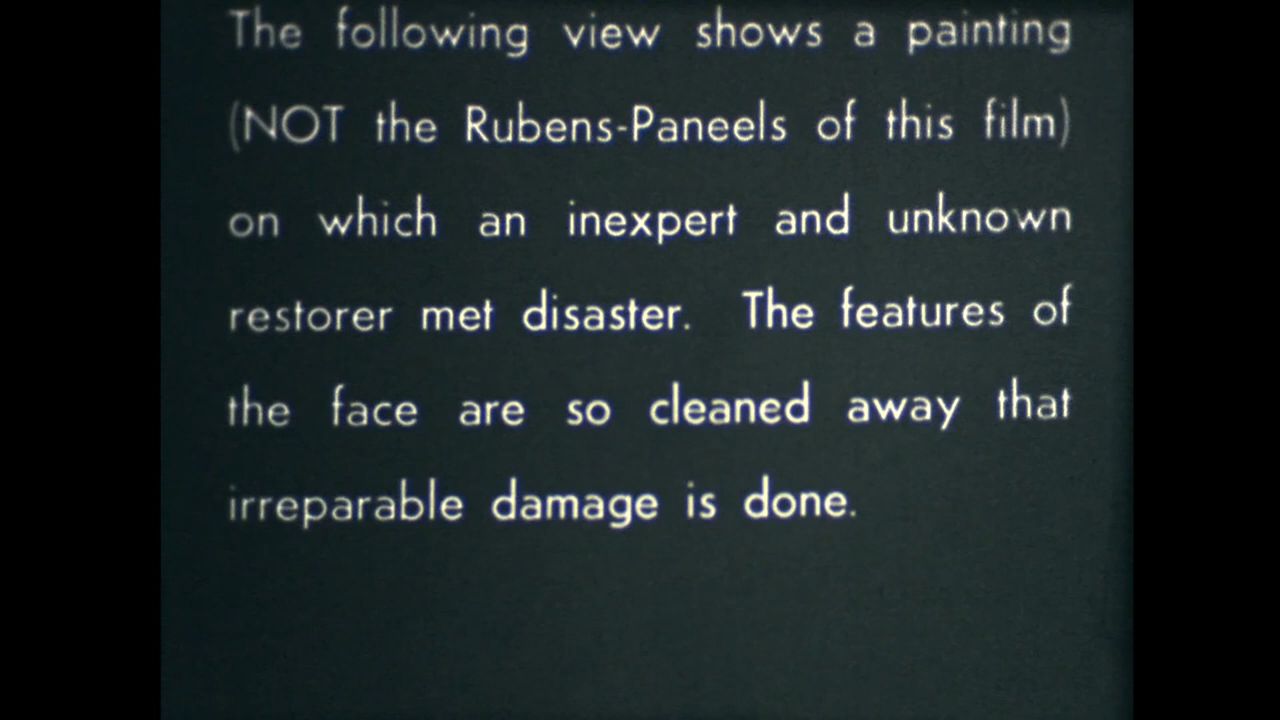 The following view shows a painting
(NOT the Rubens-Paneels of this film)
on which an inexpert and unknown
restorer met disaster. The features of
the face are so cleaned away that
irreparable damage is done.